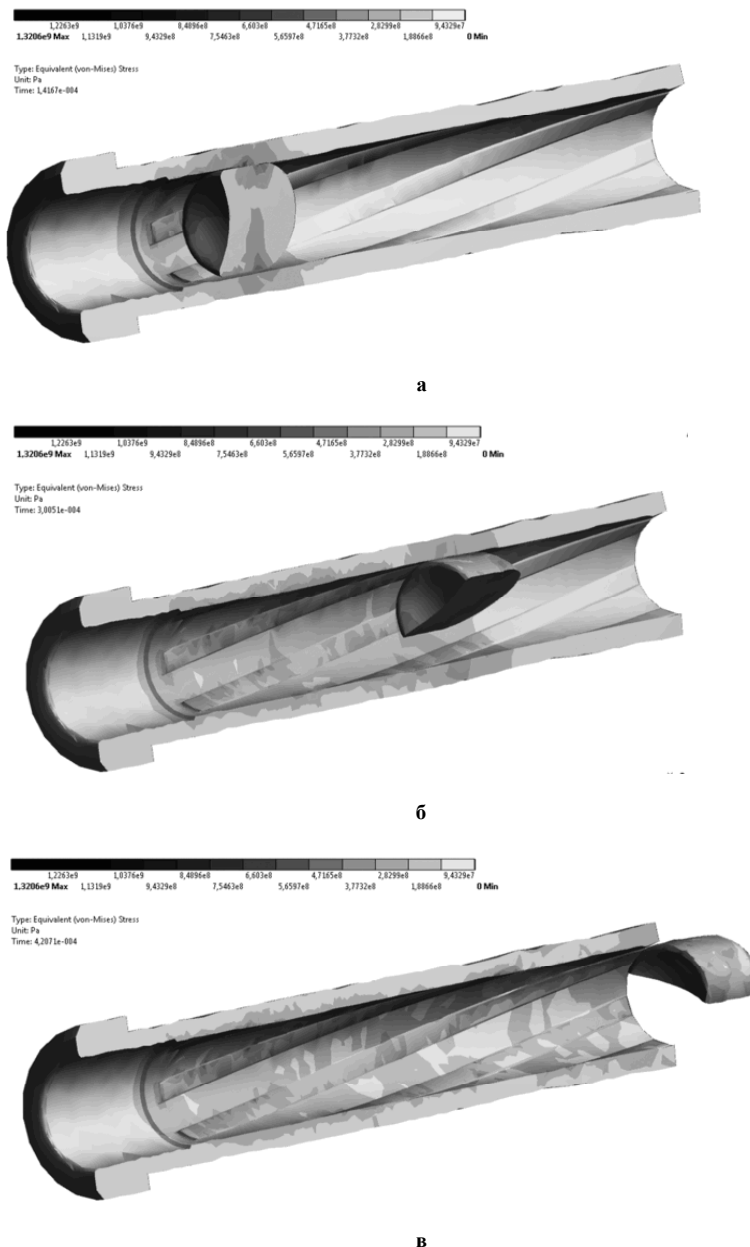 1,2263e9 1,0376e9 8,4896e8 6,603e8 4,7165e8 2,8299e8 9,4329e7
1,3206e9 Max 1,1319e9 9,4329e8 7,5463e8 5,6597e8 3,7732e8 1,8866e8 0 Min
Type: Equivalent (von-Mises) Stress
Unit: Pa
Time: 1,4167e-004
а
1,2263e9 1,0376e9 8,4896e8 6,603e8 4,7165e8 2,8299e8 9,4329e7
1,3206e9 Max 1,1319e9 9,4329e8 7,5463e8 5,6597e8 3,7732e8 1,8866e8 0 Min
Type: Equivalent (von-Mises) Stress
Unit: Pa
Time: 3,0051e-004
б
1,2263e9 1,0376e9 8,4896e8 6,603e8 4,7165e8 2,8299e8 9,4329e7
1,3206e9 Max 1,1319e9 9,4329e8 7,5463e8 5,6597e8 3,7732e8 1,8866e8 0 Min
Type: Equivalent (von-Mises) Stress
Unit: Pa
Time: 4,2071e-004
в